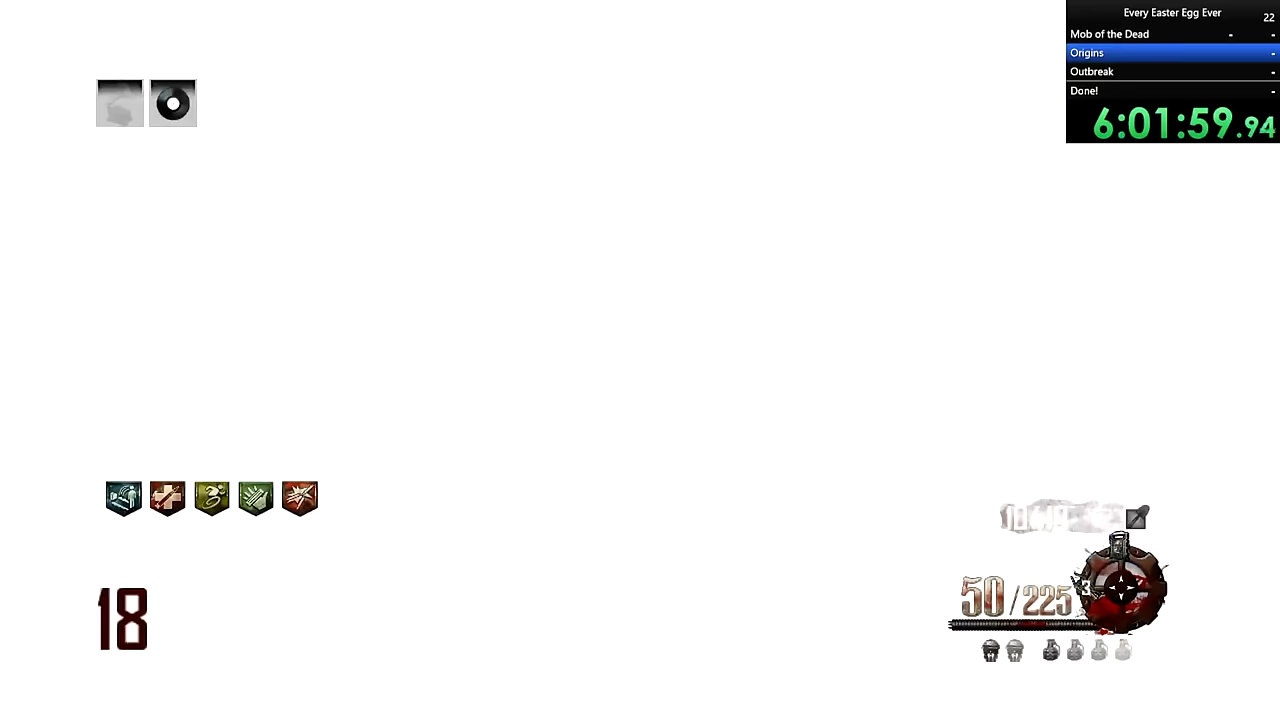 Every Easter Egg Ever 22
Mob of the Dead - -
Origins -
Outbreak -
Done! -
6:01:59.94
50/225
18